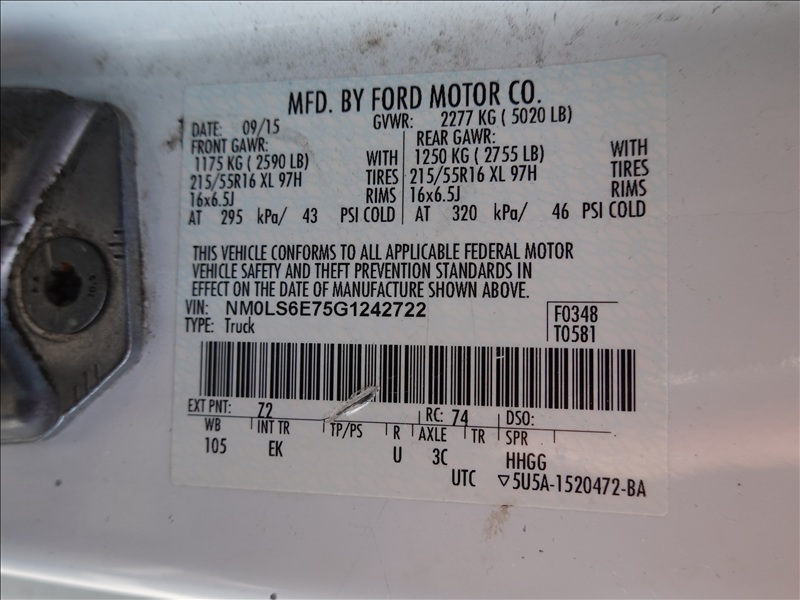 MFD. BY FORD MOTOR CO.
DATE: 09/15 GVWR: 2277 KG ( 5020 LB)
FRONT GAWR: REAR GAWR:
1175 KG ( 2590 LB) WITH 1250 KG ( 2755 LB) WITH
215/55R16 XL 97H TIRES 215/55R16 XL 97H TIRES
16x6.5J RIMS 16x6.5J RIMS
AT 295 kPa/ 43 PSI COLD AT 320 kPa/ 46 PSI COLD
THIS VEHICLE CONFORMS TO ALL APPLICABLE FEDERAL MOTOR
VEHICLE SAFETY AND THEFT PREVENTION STANDARDS IN
EFFECT ON THE DATE OF MANUFACTURE SHOWN ABOVE.
VIN: NM0LS6E75G1242722 F0348
TYPE: Truck T0581
EXT PNT: 72 RC: 74 DSO:
WB INT TR TP/PS R AXLE TR SPR
105 EK U 3C HHGG
UTC ▽5U5A-1520472-BA